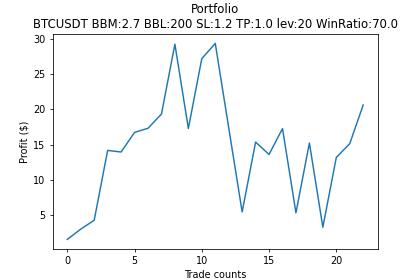 Portfolio
BTCUSDT BBM:2.7 BBL:200 SL:1.2 TP:1.0 lev:20 WinRatio:70.0
30
25
20
15
10
5
Profit ($)
0 5 10 15 20
Trade counts